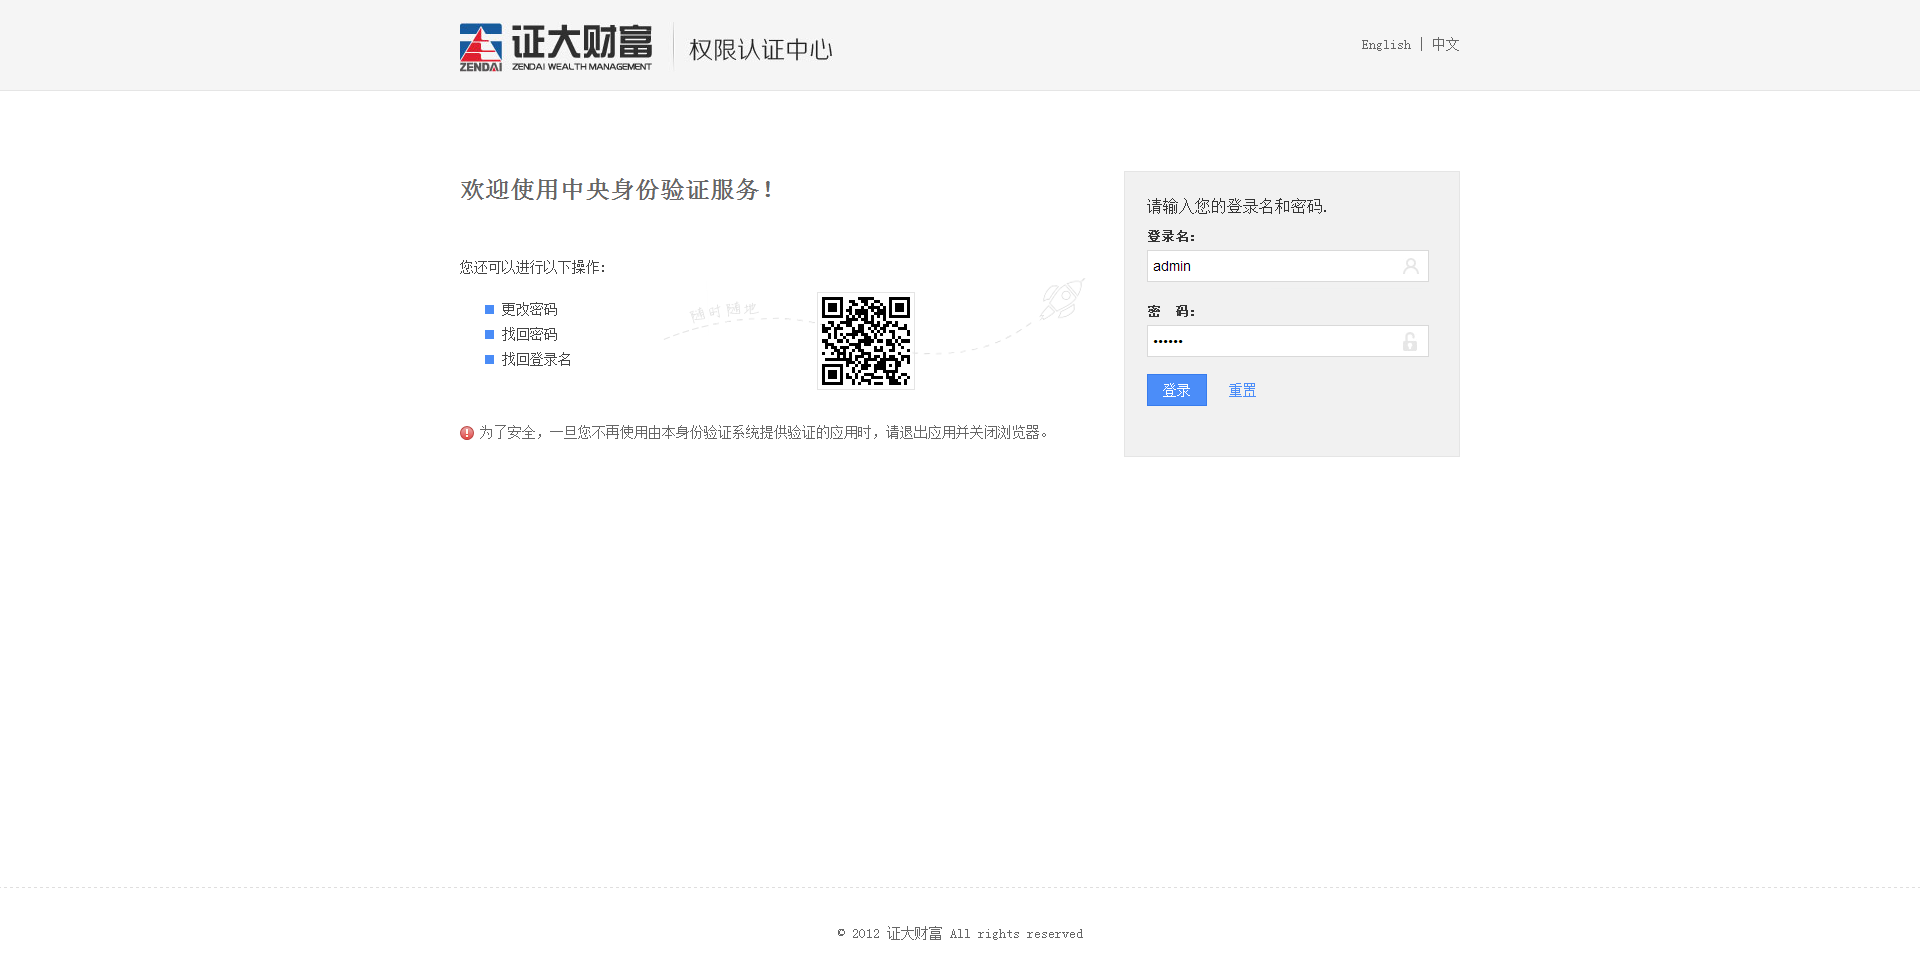 证大财富
ZENDAI
ZENDAI WEALTH MANAGEMENT
权限认证中心
English | 中文
欢迎使用中央身份验证服务！
您还可以进行以下操作：
更改密码
找回密码
找回登录名
随时随地
为了安全，一旦您不再使用由本身份验证系统提供验证的应用时，请退出应用并关闭浏览器。
请输入您的登录名和密码.
登录名：
admin
密　码：
••••••
登录 重置
© 2012 证大财富 All rights reserved